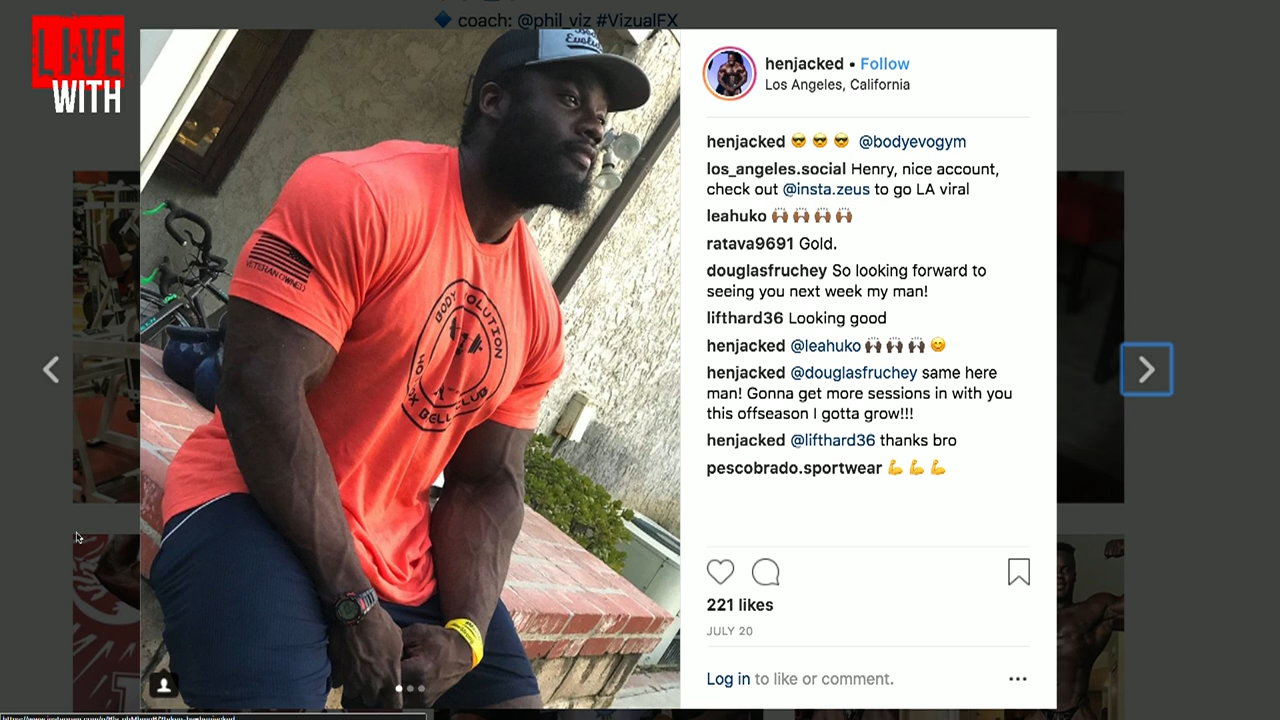 LIVE
WITH
coach: @phil_viz #VizualFX
Evolu
VETERAN OWNED
BODY
OLUTION
BELL CLUB
henjacked • Follow
Los Angeles, California
henjacked 😎 😎 😎 @bodyevogym
los_angeles.social Henry, nice account,
check out @insta.zeus to go LA viral
leahuko 🙌🏾 🙌🏾 🙌🏾 🙌🏾
ratava9691 Gold.
douglasfruchey So looking forward to
seeing you next week my man!
lifthard36 Looking good
henjacked @leahuko 🙌🏿 🙌🏿 🙌🏿 😊
henjacked @douglasfruchey same here
man! Gonna get more sessions in with you
this offseason I gotta grow!!!
henjacked @lifthard36 thanks bro
pescobrado.sportwear 💪 💪 💪
221 likes
JULY 20
Log in to like or comment.